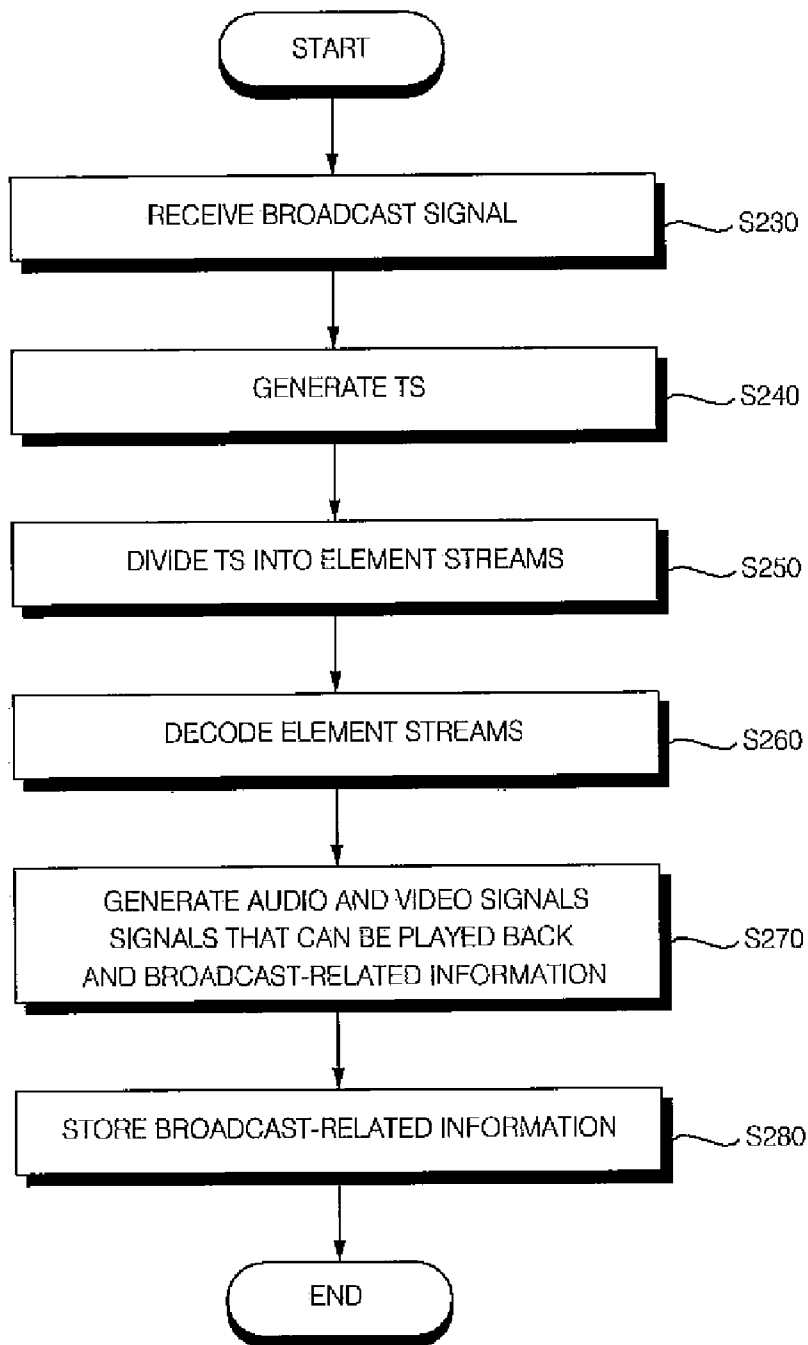 START
RECEIVE BROADCAST SIGNAL
S230
GENERATE TS
S240
DIVIDE TS INTO ELEMENT STREAMS
S250
DECODE ELEMENT STREAMS
S260
GENERATE AUDIO AND VIDEO SIGNALS
SIGNALS THAT CAN BE PLAYED BACK
AND BROADCAST-RELATED INFORMATION
S270
STORE BROADCAST-RELATED INFORMATION
S280
END